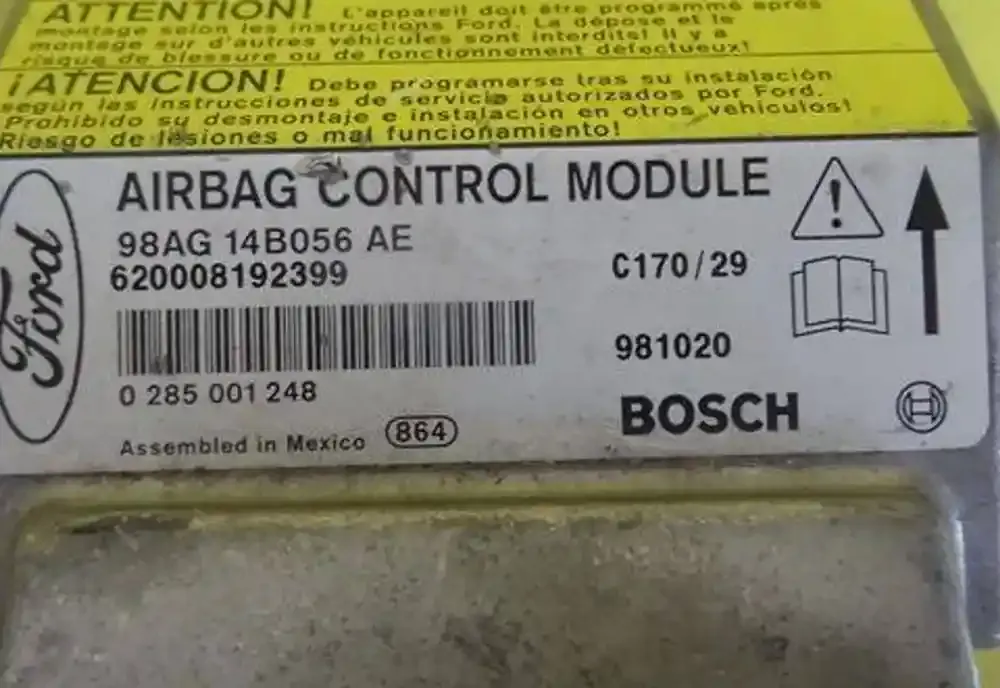 ATTENTION! L'appareil doit être programmé après
montage selon les instructions Ford. La dépose et le
montage sur d'autres véhicules sont interdits! Il y a
risque de blessure ou de fonctionnement défectueux!
¡ATENCION! Debe programarse tras su instalación
según las instrucciones de servicio autorizados por Ford.
Prohibido su desmontaje e instalación en otros vehículos!
Riesgo de lesiones o mal funcionamiento!
Ford
AIRBAG CONTROL MODULE
98AG 14B056 AE
620008192399
C170/29
981020
0 285 001 248
BOSCH
Assembled in Mexico 864